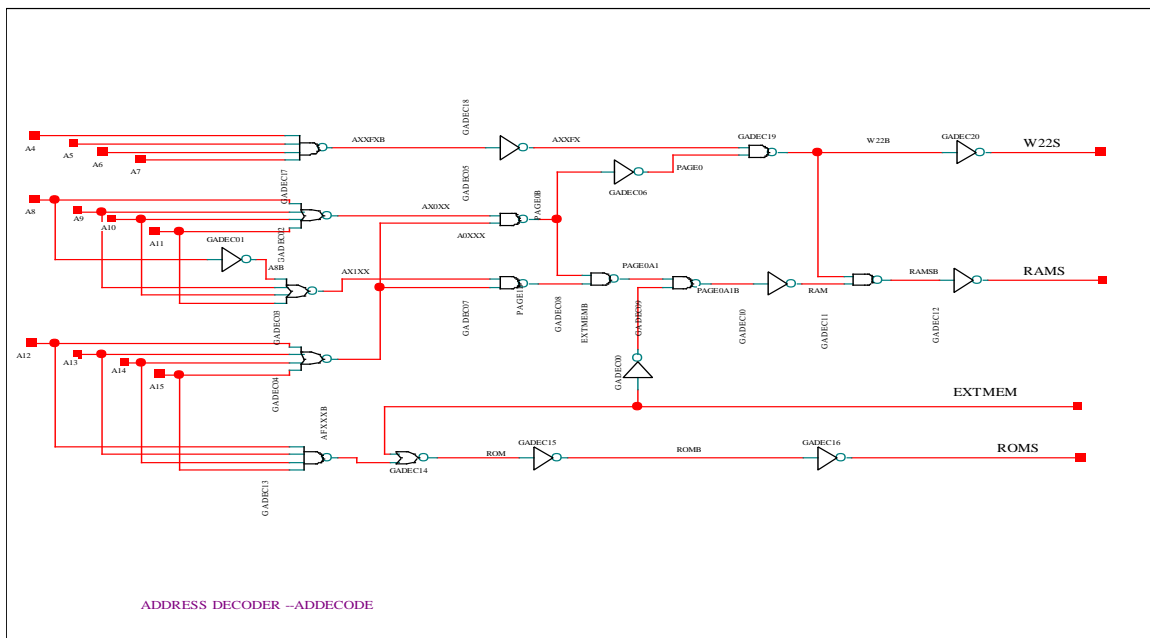 GADEC18
GADEC19
GADEC20
A4
AXXFXB
AXXFX
W22B
W22S
A5
A6
A7
GADEC17
GADEC05
PAGE0
GADEC06
A8
PAGE0B
A9
A10
AX0XX
A11
A0XXX
GADEC01
GADEC02
A8B
AX1XX
PAGE0A1
RAMSB
RAMS
PAGE0A1B
RAM
GADEC03
GADEC07
GADEC08
EXTMEMB
GADEC09
GADEC10
GADEC11
GADEC12
A12
A13
A14
A15
GADEC04
GADEC00
EXTMEM
AFXXXB
GADEC14
ROM
GADEC15
ROMB
GADEC16
ROMS
GADEC13
ADDRESS DECODER --ADDECODE